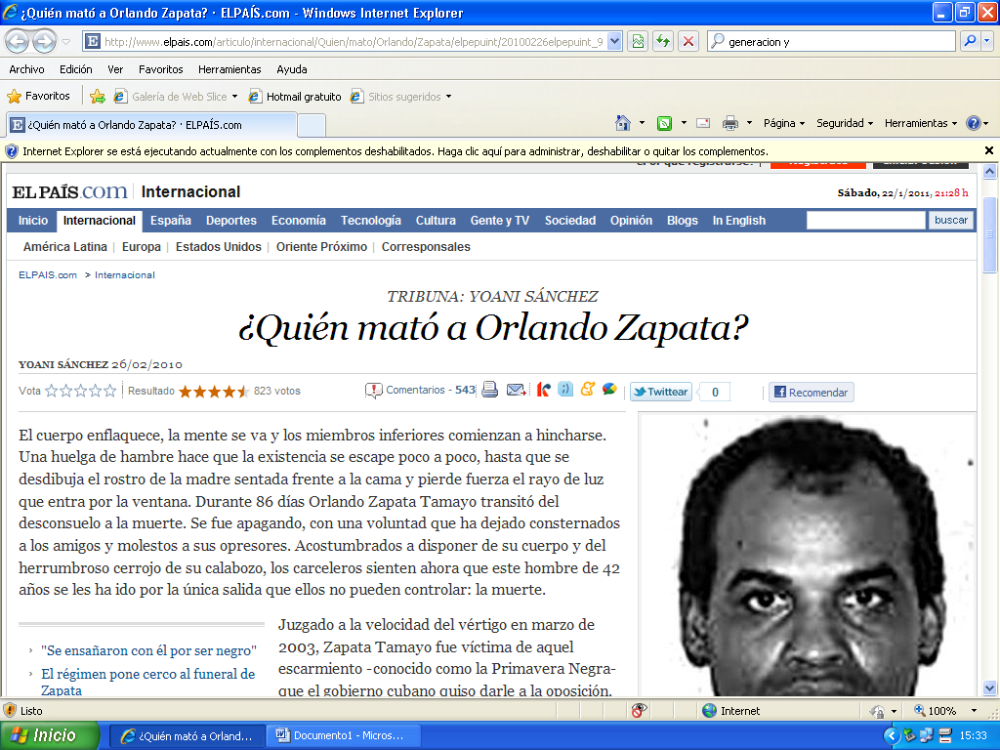 ¿Quién mató a Orlando Zapata? · ELPAÍS.com - Windows Internet Explorer
http://www.elpais.com/articulo/internacional/Quien/mato/Orlando/Zapata/elpepuint/20100226elpepuint_9
generacion y
Archivo Edición Ver Favoritos Herramientas Ayuda
Favoritos Galería de Web Slice Hotmail gratuito Sitios sugeridos
¿Quién mató a Orlando Zapata? · ELPAÍS.com Página Seguridad Herramientas
Internet Explorer se está ejecutando actualmente con los complementos deshabilitados. Haga clic aquí para administrar, deshabilitar o quitar los complementos.
EL PAÍS.com Internacional Sábado, 22/1/2011, 21:28 h
Inicio Internacional España Deportes Economía Tecnología Cultura Gente y TV Sociedad Opinión Blogs In English buscar
América Latina | Europa | Estados Unidos | Oriente Próximo | Corresponsales
ELPAIS.com > Internacional
TRIBUNA: YOANI SÁNCHEZ
¿Quién mató a Orlando Zapata?
YOANI SÁNCHEZ 26/02/2010
Vota Resultado 823 votos Comentarios - 543 Twittear 0 Recomendar
El cuerpo enflaquece, la mente se va y los miembros inferiores comienzan a hincharse.
Una huelga de hambre hace que la existencia se escape poco a poco, hasta que se
desdibuja el rostro de la madre sentada frente a la cama y pierde fuerza el rayo de luz
que entra por la ventana. Durante 86 días Orlando Zapata Tamayo transitó del
desconsuelo a la muerte. Se fue apagando, con una voluntad que ha dejado consternados
a los amigos y molestos a sus opresores. Acostumbrados a disponer de su cuerpo y del
herrumbroso cerrojo de su calabozo, los carceleros sienten ahora que este hombre de 42
años se les ha ido por la única salida que ellos no pueden controlar: la muerte.
"Se ensañaron con él por ser negro"
El régimen pone cerco al funeral de
Zapata
Juzgado a la velocidad del vértigo en marzo de
2003, Zapata Tamayo fue víctima de aquel
escarmiento -conocido como la Primavera Negra-
que el gobierno cubano quiso darle a la oposición.
Listo Internet 100%
Inicio ¿Quién mató a Orland... Documento1 - Micros... 15:33